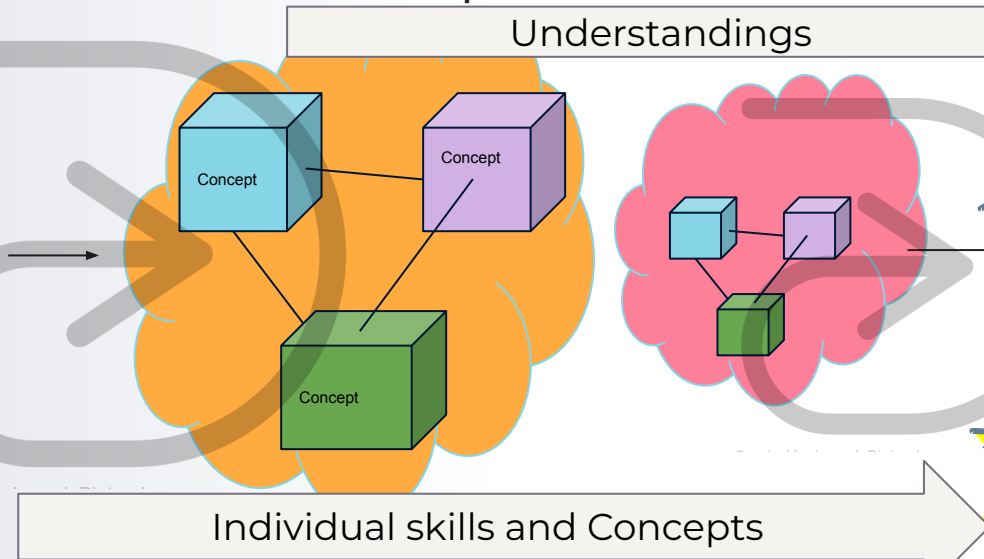 Understandings
Concept
Concept
Concept
Individual skills and Concepts